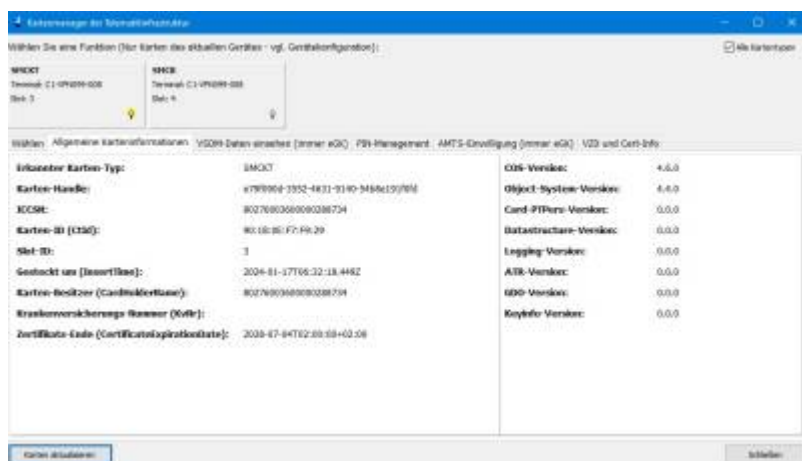 Kartenmanager der Telematikinfrastruktur
Wählen Sie eine Funktion (Nur Karten des aktuellen Gerätes - vgl. Gerätekonfiguration):
Alle Kartentypen
SMCKT
SMCB
Slot: 3
Slot: 4
Wählen Allgemeine Karteninformationen VSDM-Daten einsehen (immer eGK) PIN-Management AMTS-Einwilligung (immer eGK) VZD und Cert-Info
Erkannter Karten-Typ: SMCKT
Karten-Handle:
ICCSN: 80276003600000280734
Karten-ID (CtId):
Slot-ID: 3
Gesteckt um (InsertTime):
Karten-Besitzer (CardHolderName): 80276003600000280734
Krankenversicherungs-Nummer (KvNr):
Zertifikats-Ende (CertificateExpirationDate):
COS-Version: 4.6.0
Object-System-Version: 4.4.0
Card-PTPers-Version: 0.0.0
Datastructure-Version: 0.0.0
Logging-Version: 0.0.0
ATR-Version: 0.0.0
GDO-Version: 0.0.0
KeyInfo-Version: 0.0.0
Karten aktualisieren
Schließen